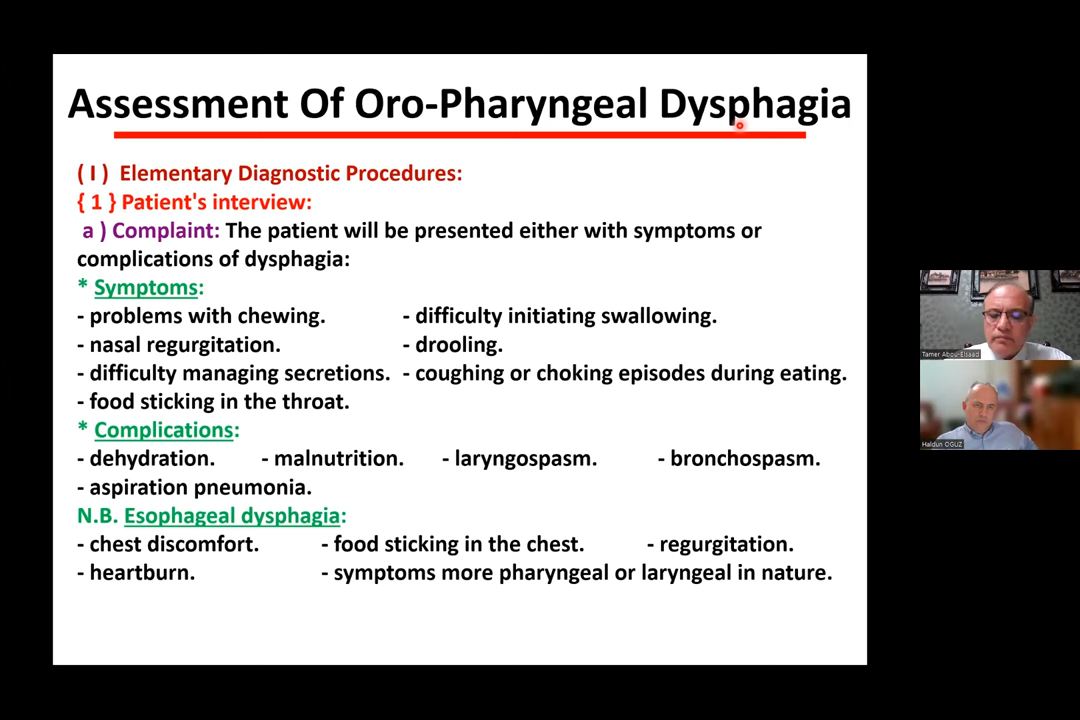 Assessment Of Oro-Pharyngeal Dysphagia
( I ) Elementary Diagnostic Procedures:
{ 1 } Patient's interview:
a ) Complaint: The patient will be presented either with symptoms or
complications of dysphagia:
* Symptoms:
- problems with chewing. - difficulty initiating swallowing.
- nasal regurgitation. - drooling.
- difficulty managing secretions. - coughing or choking episodes during eating.
- food sticking in the throat.
* Complications:
- dehydration. - malnutrition. - laryngospasm. - bronchospasm.
- aspiration pneumonia.
N.B. Esophageal dysphagia:
- chest discomfort. - food sticking in the chest. - regurgitation.
- heartburn. - symptoms more pharyngeal or laryngeal in nature.
Tamer Abou-Elsaad
Haldun OGUZ